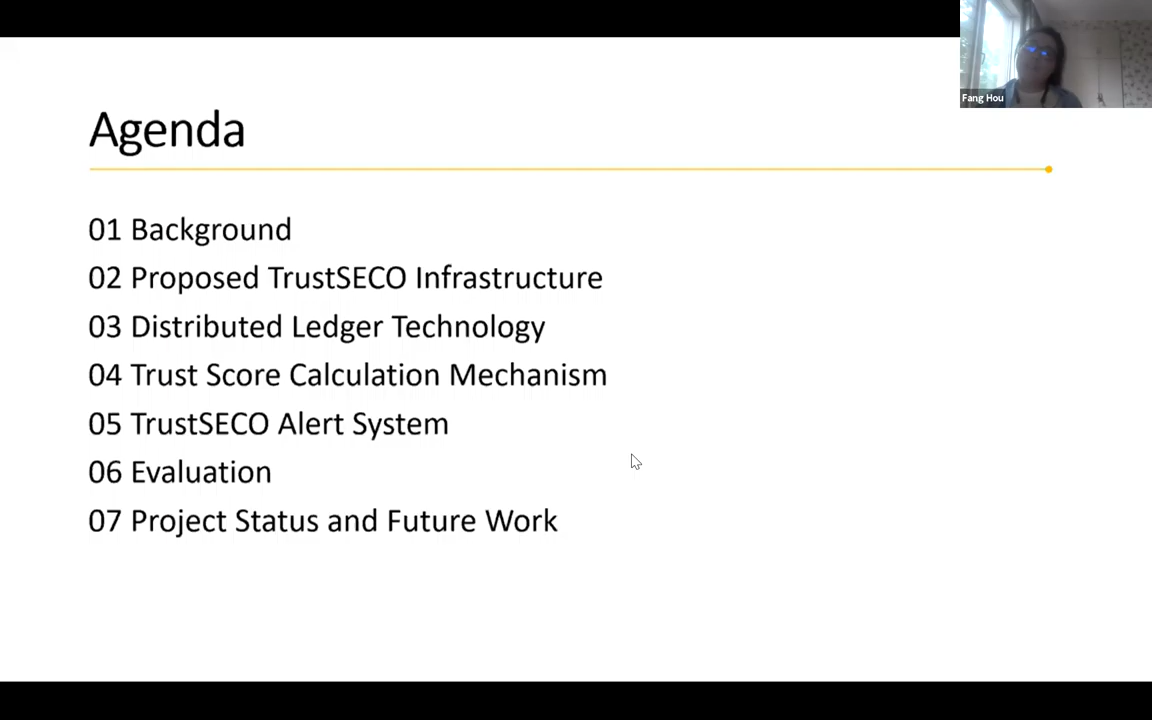 Fang Hou
Agenda
01 Background
02 Proposed TrustSECO Infrastructure
03 Distributed Ledger Technology
04 Trust Score Calculation Mechanism
05 TrustSECO Alert System
06 Evaluation
07 Project Status and Future Work